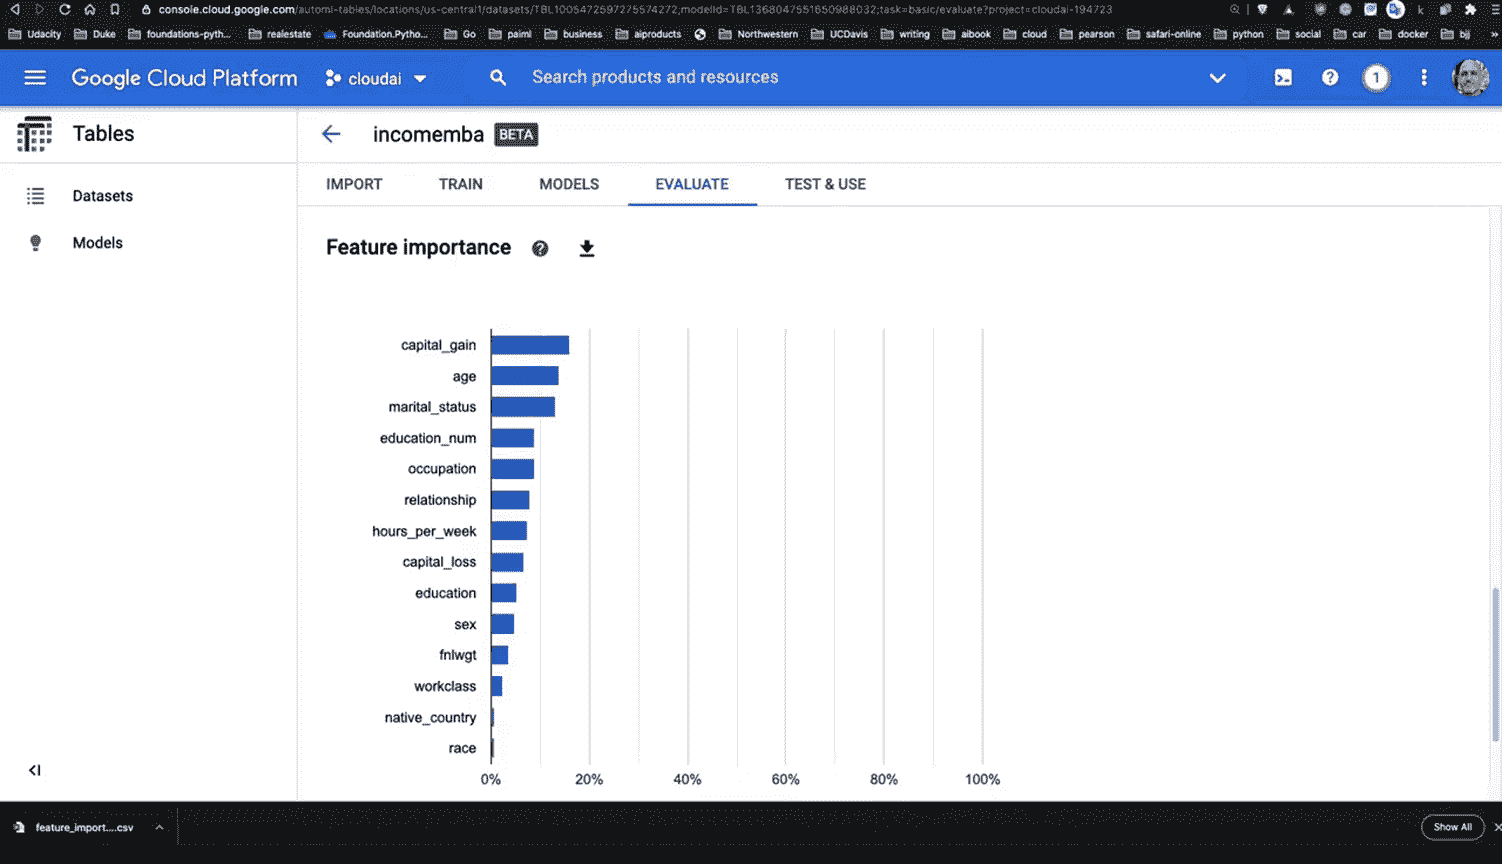 console.cloud.google.com/automl-tables/locations/us-central1/datasets/TBL1005472597275574272;modelId=TBL1368047551650988032;task=basic/evaluate?project=cloudai-194723
Udacity Duke foundations-pyth... realestate Foundation.Pytho... Go paiml business aiproducts Northwestern UCDavis writing aibook cloud pearson safari-online python social car docker bjj »
Google Cloud Platform cloudai Search products and resources 1
Tables
incomemba BETA
IMPORT TRAIN MODELS EVALUATE TEST & USE
Datasets
Models
Feature importance
capital_gain
age
marital_status
education_num
occupation
relationship
hours_per_week
capital_loss
education
sex
fnlwgt
workclass
native_country
race
0% 20% 40% 60% 80% 100%
feature_import....csv
Show All